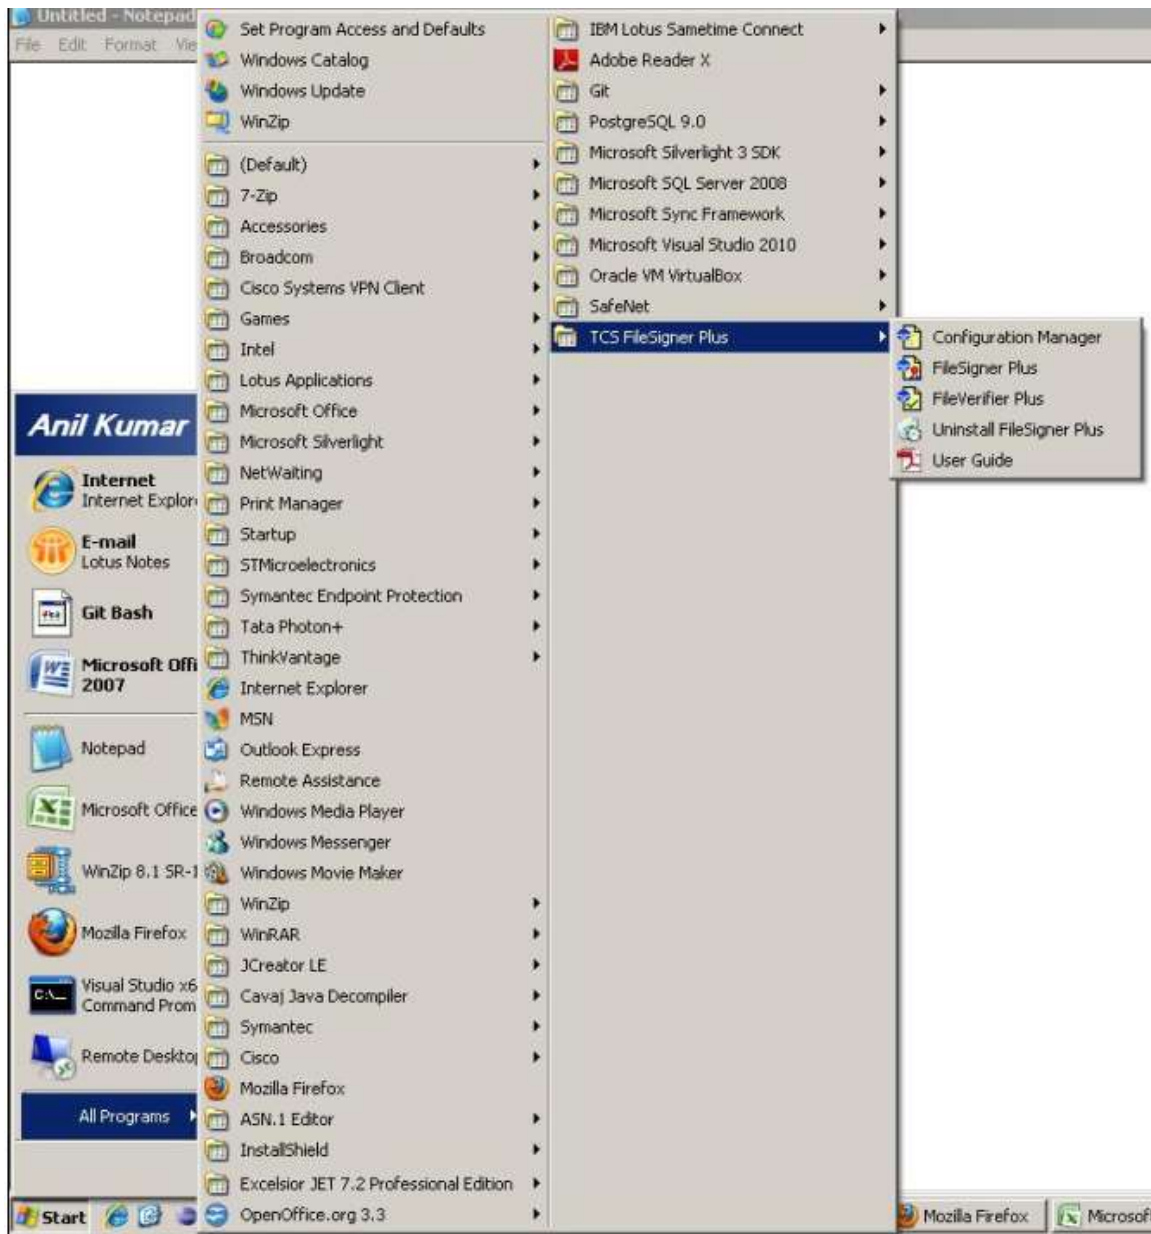 Untitled - Notepad
File Edit Format Vie
Set Program Access and Defaults
Windows Catalog
Windows Update
WinZip
(Default)
7-Zip
Accessories
Broadcom
Cisco Systems VPN Client
Games
Intel
Lotus Applications
Microsoft Office
Microsoft Silverlight
NetWaiting
Print Manager
Startup
STMicroelectronics
Symantec Endpoint Protection
Tata Photon+
ThinkVantage
Internet Explorer
MSN
Outlook Express
Remote Assistance
Windows Media Player
Windows Messenger
Windows Movie Maker
WinZip
WinRAR
JCreator LE
Cavaj Java Decompiler
Symantec
Cisco
Mozilla Firefox
ASN.1 Editor
InstallShield
Excelsior JET 7.2 Professional Edition
OpenOffice.org 3.3
IBM Lotus Sametime Connect
Adobe Reader X
Git
PostgreSQL 9.0
Microsoft Silverlight 3 SDK
Microsoft SQL Server 2008
Microsoft Sync Framework
Microsoft Visual Studio 2010
Oracle VM VirtualBox
SafeNet
TCS FileSigner Plus
Configuration Manager
FileSigner Plus
FileVerifier Plus
Uninstall FileSigner Plus
User Guide
Anil Kumar
Internet
Internet Explor
E-mail
Lotus Notes
Git Bash
Microsoft Offi
2007
Notepad
Microsoft Office
WinZip 8.1 SR-1
Mozilla Firefox
Visual Studio x6
Command Prom
Remote Deskto
All Programs
Start
Mozilla Firefox
Microsof